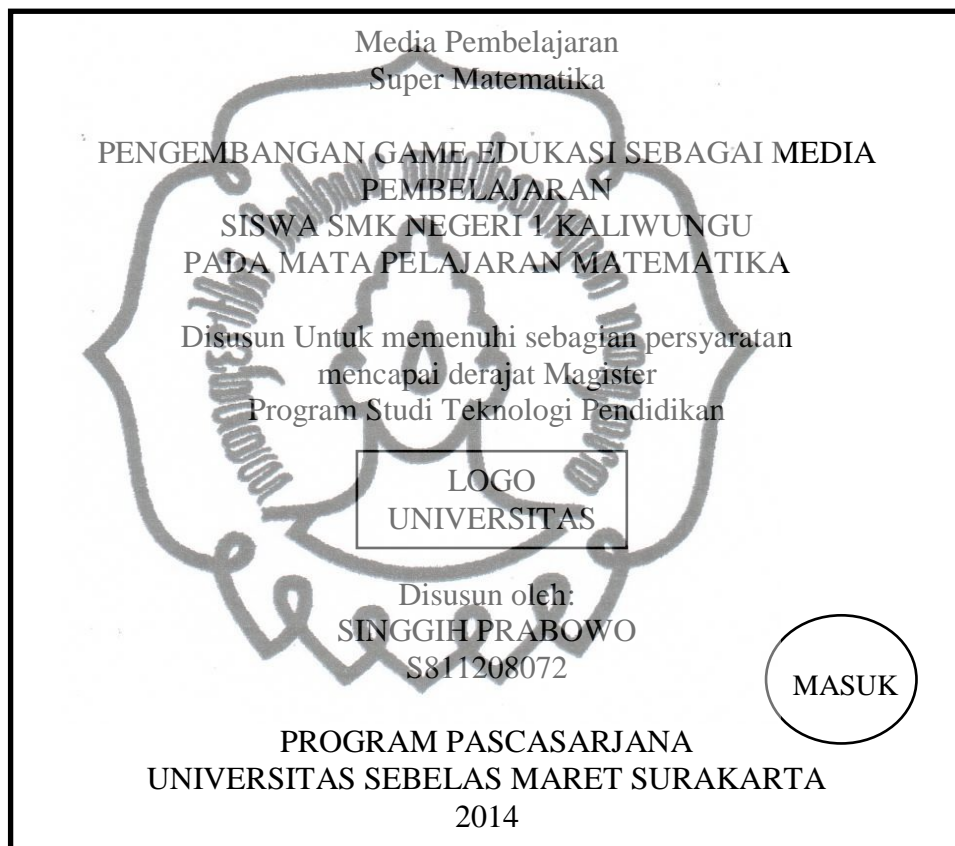 Media Pembelajaran
Super Matematika
PENGEMBANGAN GAME EDUKASI SEBAGAI MEDIA
PEMBELAJARAN
SISWA SMK NEGERI 1 KALIWUNGU
PADA MATA PELAJARAN MATEMATIKA
Disusun Untuk memenuhi sebagian persyaratan
mencapai derajat Magister
Program Studi Teknologi Pendidikan
LOGO
UNIVERSITAS
Disusun oleh:
SINGGIH PRABOWO
S811208072
MASUK
PROGRAM PASCASARJANA
UNIVERSITAS SEBELAS MARET SURAKARTA
2014